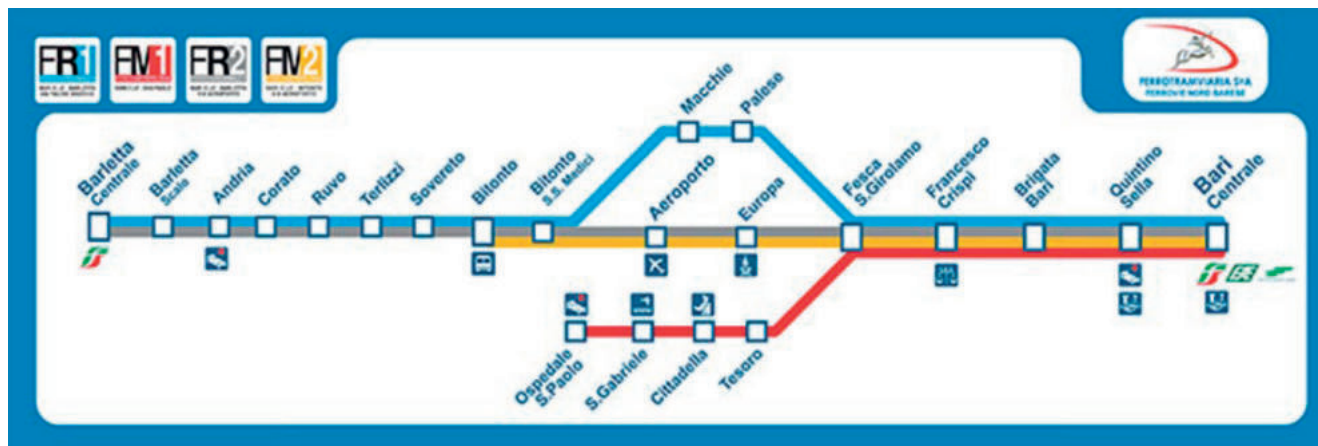 FR1
FM1
FR2
FM2
FERROTRAMVIARIA SPA
FERROVIE NORD BARESE
Barletta
Centrale
Barletta
Scalo
Andria
Corato
Ruvo
Terlizzi
Sovereto
Bitonto
Bitonto
S.S. Medici
Macchie
Palese
Aeroporto
Europa
Fesca
S.Girolamo
Francesco
Crispi
Brigata
Bari
Quintino
Sella
Bari
Centrale
Ospedale
S.Paolo
S.Gabriele
Cittadella
Tesoro